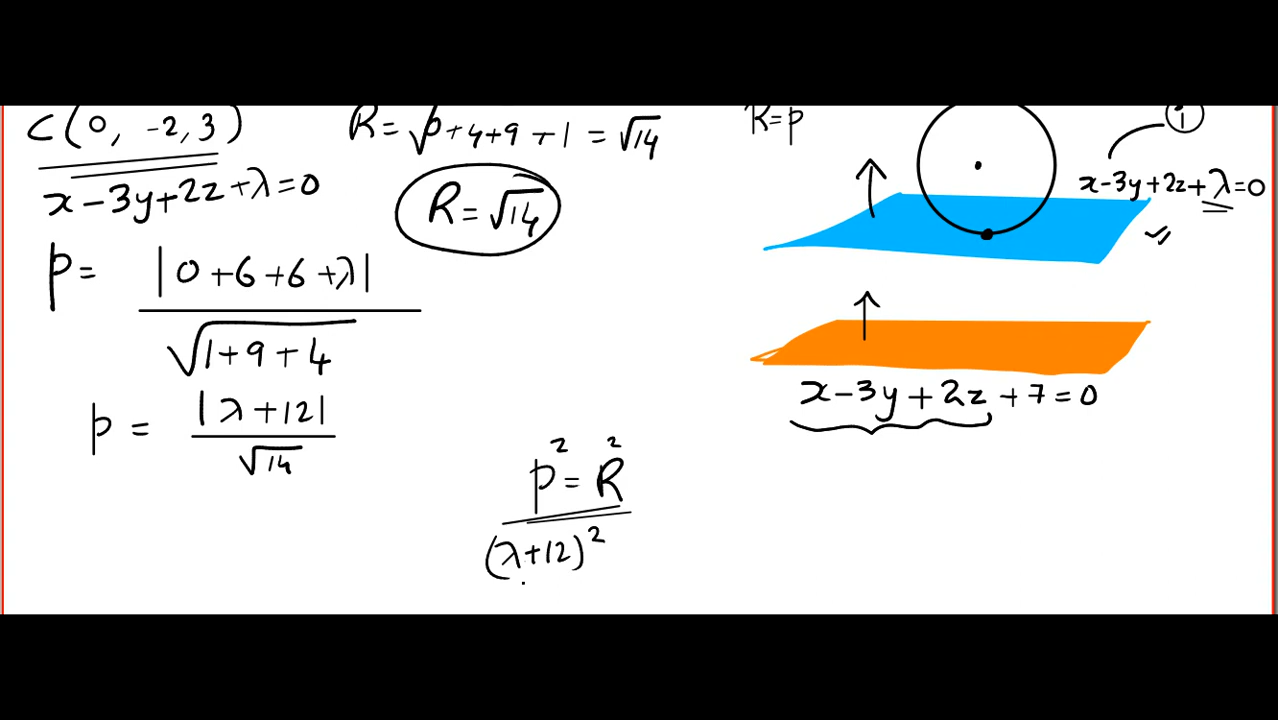 C(0, -2, 3)
R = √0+4+9+1 = √14
x-3y+2z+λ=0
R = √14
p = |0+6+6+λ| / √1+9+4
p = |λ+12| / √14
p² = R²
(λ+12)²
R=p
①
x-3y+2z+λ=0
x-3y+2z+7=0